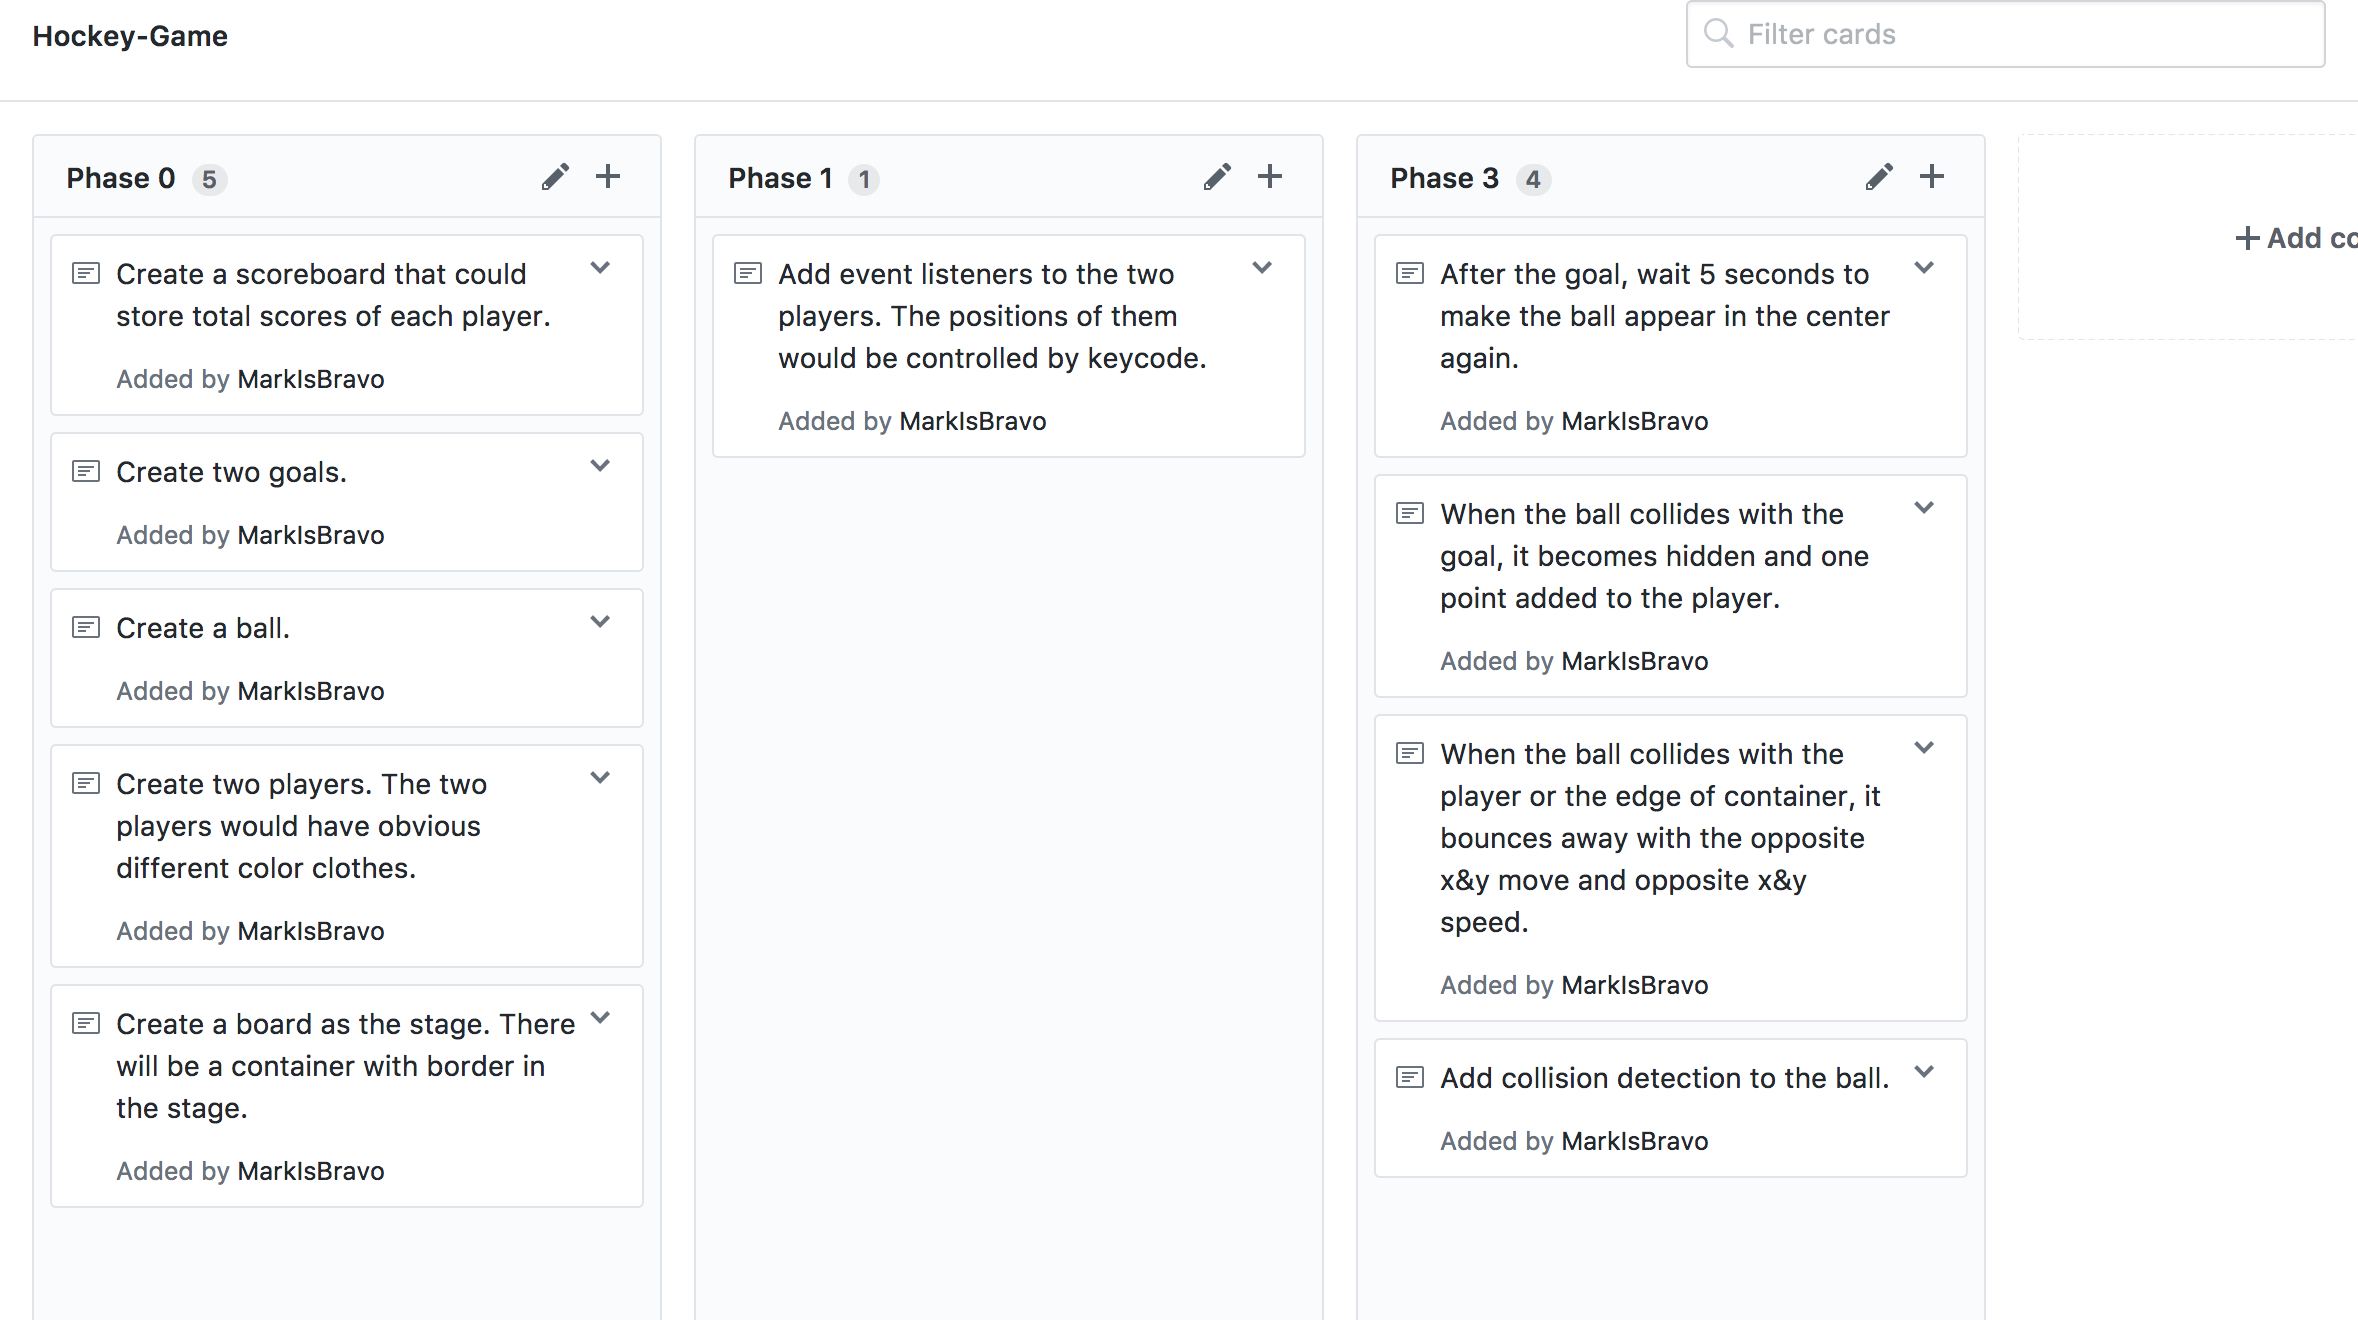 Hockey-Game
Filter cards
Phase 0 5
Create a scoreboard that could
store total scores of each player.
Added by MarkIsBravo
Create two goals.
Added by MarkIsBravo
Create a ball.
Added by MarkIsBravo
Create two players. The two
players would have obvious
different color clothes.
Added by MarkIsBravo
Create a board as the stage. There
will be a container with border in
the stage.
Added by MarkIsBravo
Phase 1 1
Add event listeners to the two
players. The positions of them
would be controlled by keycode.
Added by MarkIsBravo
Phase 3 4
After the goal, wait 5 seconds to
make the ball appear in the center
again.
Added by MarkIsBravo
When the ball collides with the
goal, it becomes hidden and one
point added to the player.
Added by MarkIsBravo
When the ball collides with the
player or the edge of container, it
bounces away with the opposite
x&y move and opposite x&y
speed.
Added by MarkIsBravo
Add collision detection to the ball.
Added by MarkIsBravo
Add co